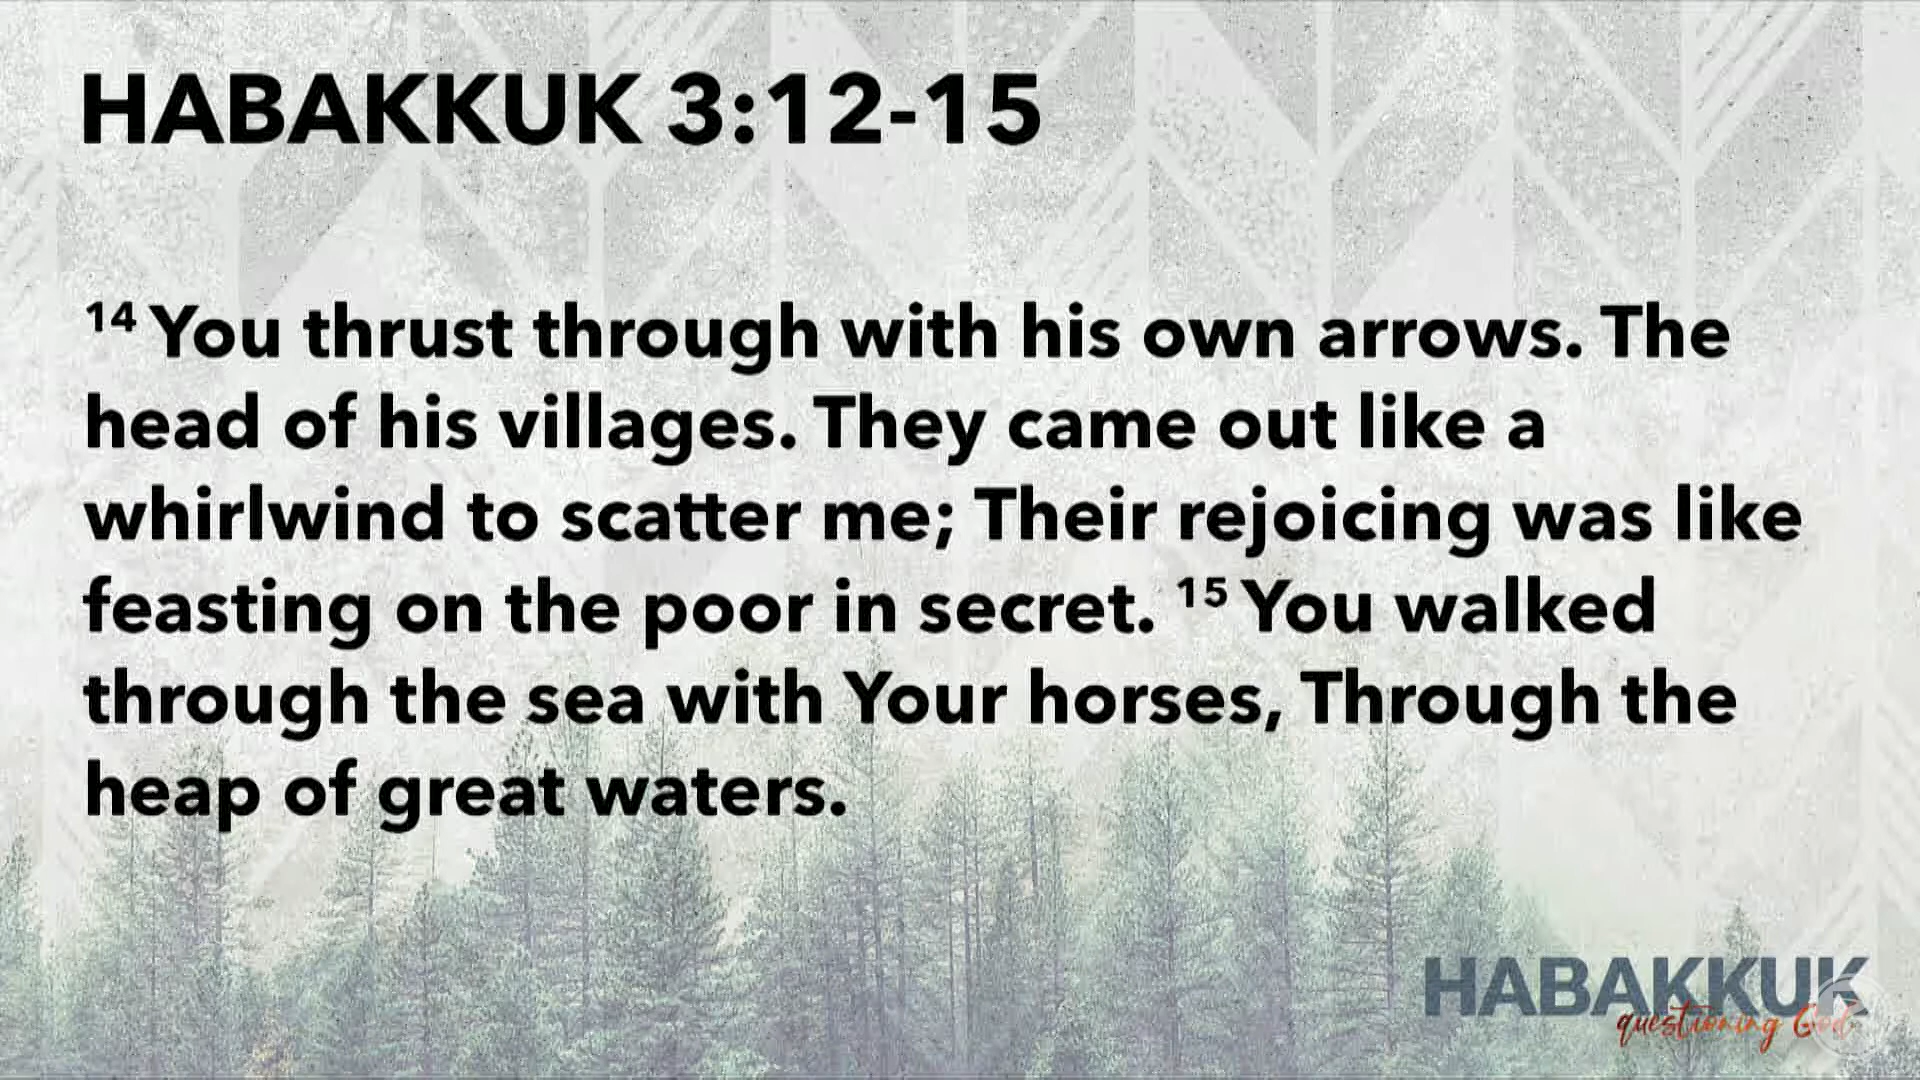 HABAKKUK 3:12-15
14 You thrust through with his own arrows. The
head of his villages. They came out like a
whirlwind to scatter me; Their rejoicing was like
feasting on the poor in secret. 15 You walked
through the sea with Your horses, Through the
heap of great waters.
HABAKKUK
questioning God